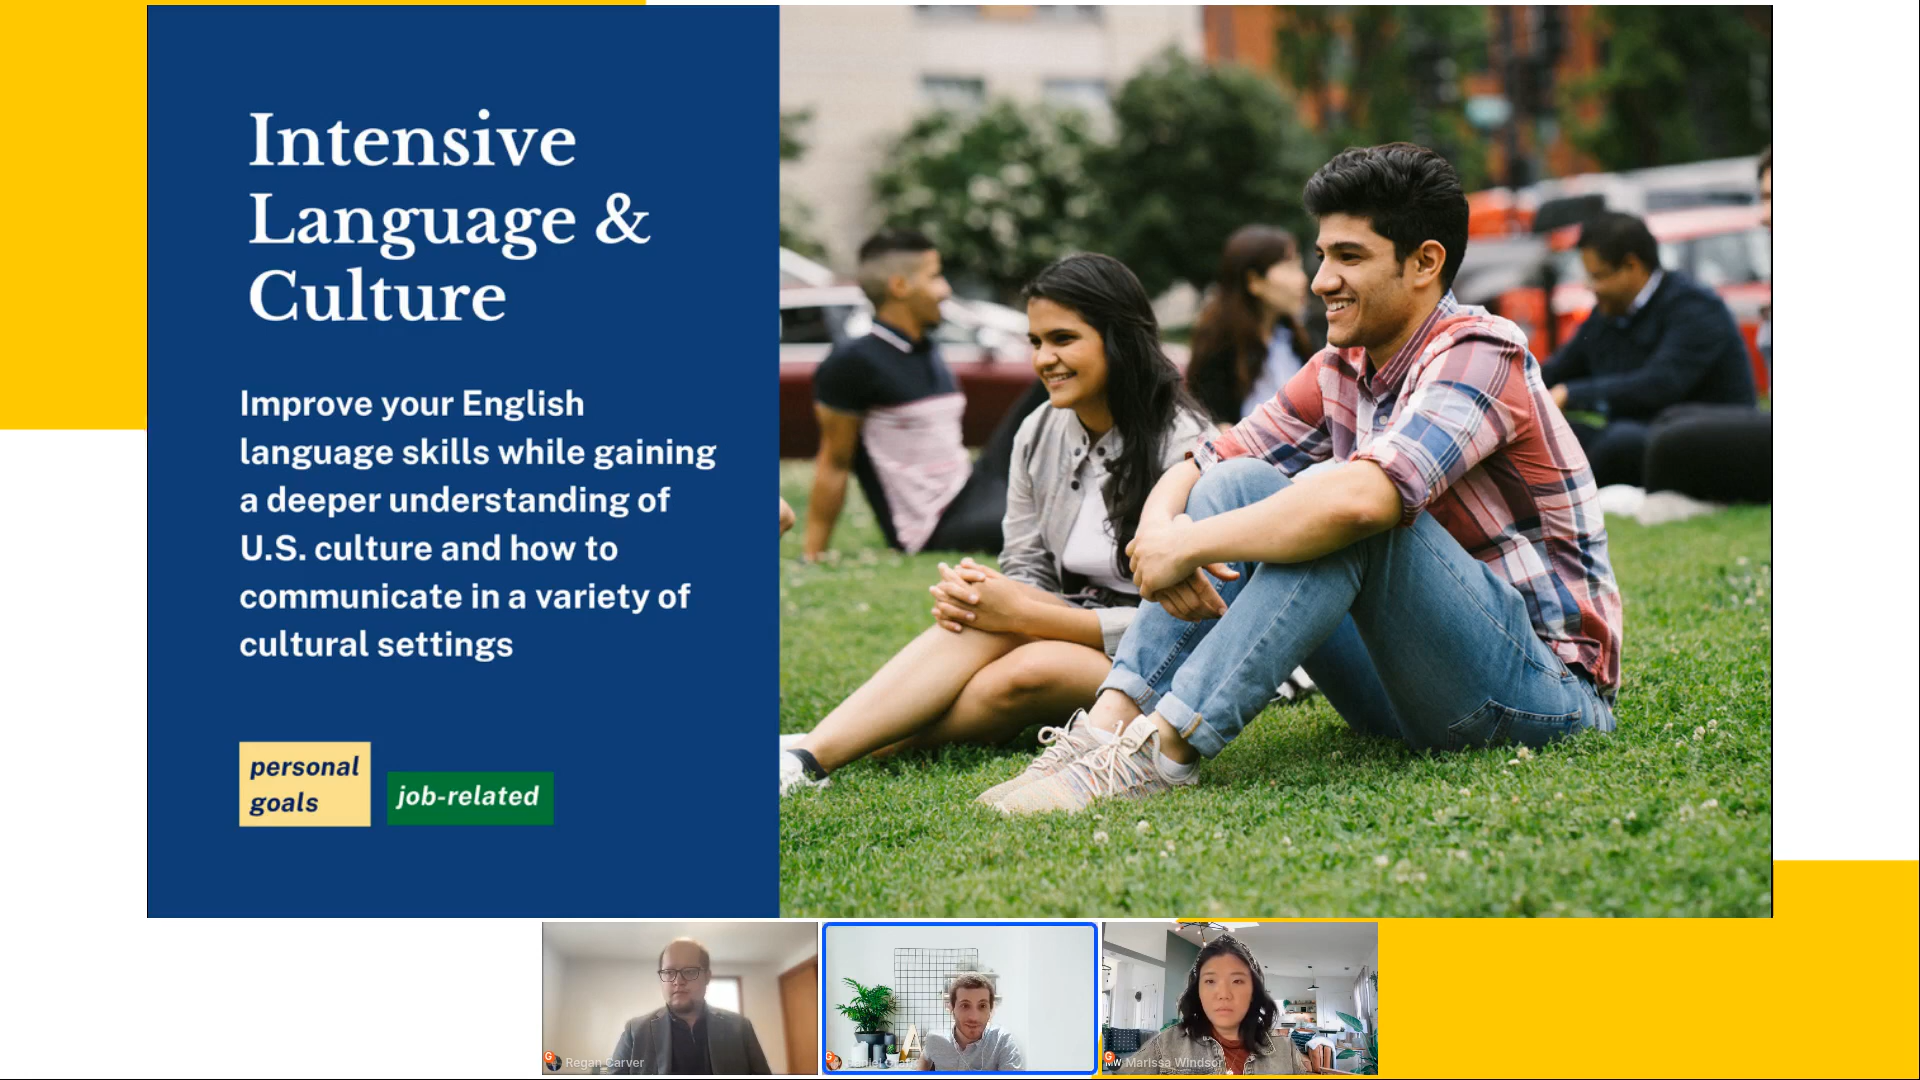 Intensive
Language &
Culture
Improve your English
language skills while gaining
a deeper understanding of
U.S. culture and how to
communicate in a variety of
cultural settings
personal
goals
job-related
G
Regan Carver
G
A
G
MW
Marissa Windsor